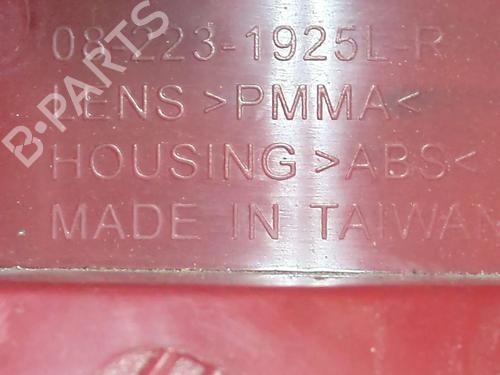 08-223-1925L-R
LENS >PMMA<
HOUSING >ABS<
MADE IN TAIWAN
B-PARTS